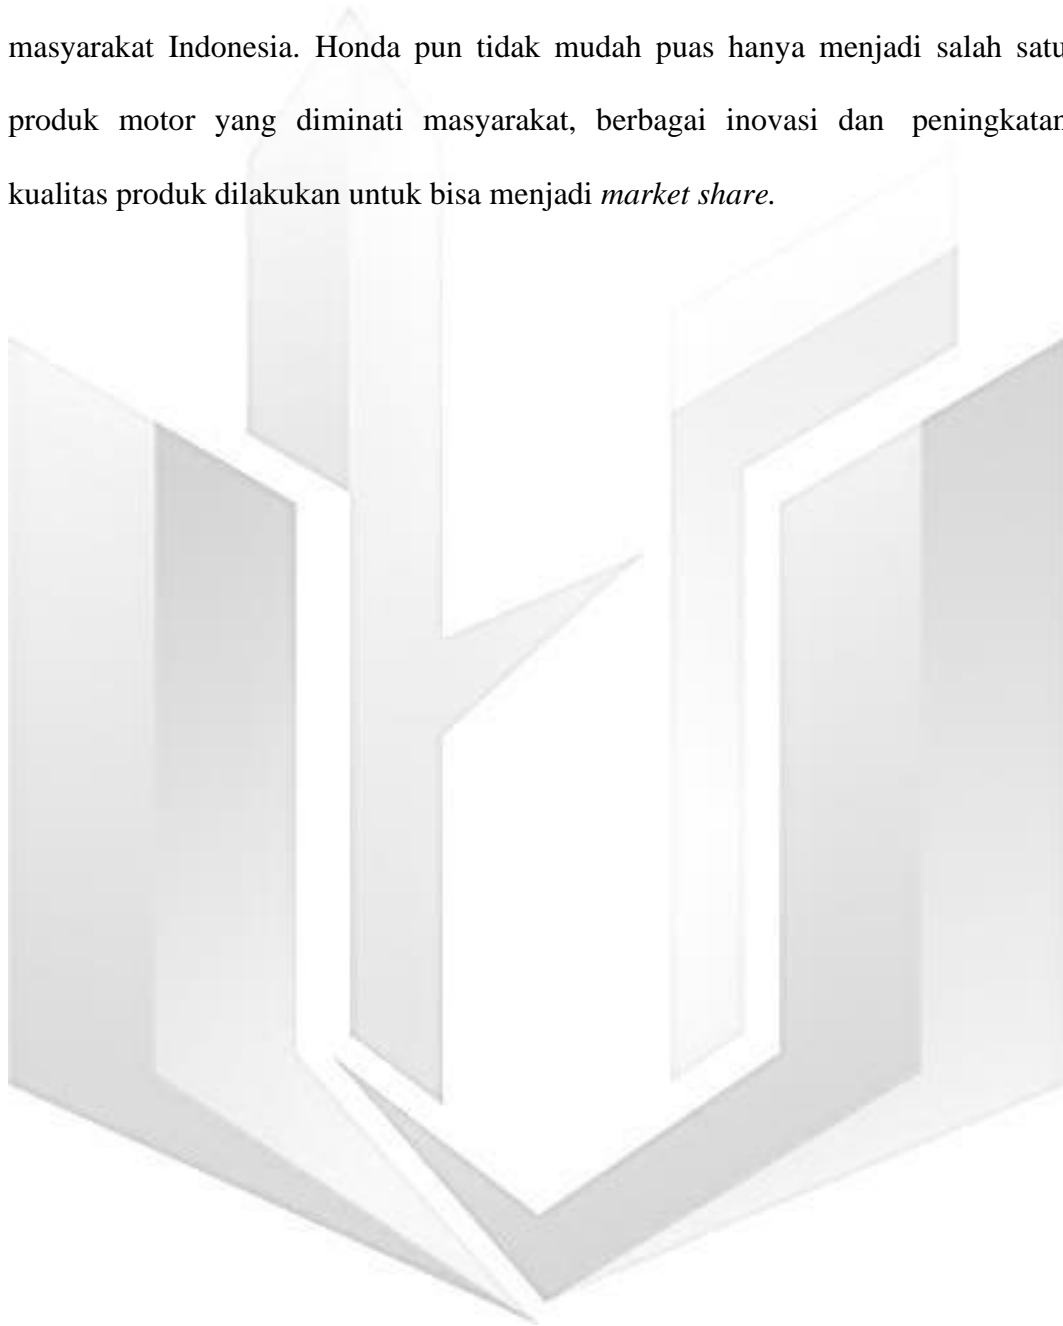 masyarakat Indonesia. Honda pun tidak mudah puas hanya menjadi salah satu
produk motor yang diminati masyarakat, berbagai inovasi dan peningkatan
kualitas produk dilakukan untuk bisa menjadi market share.